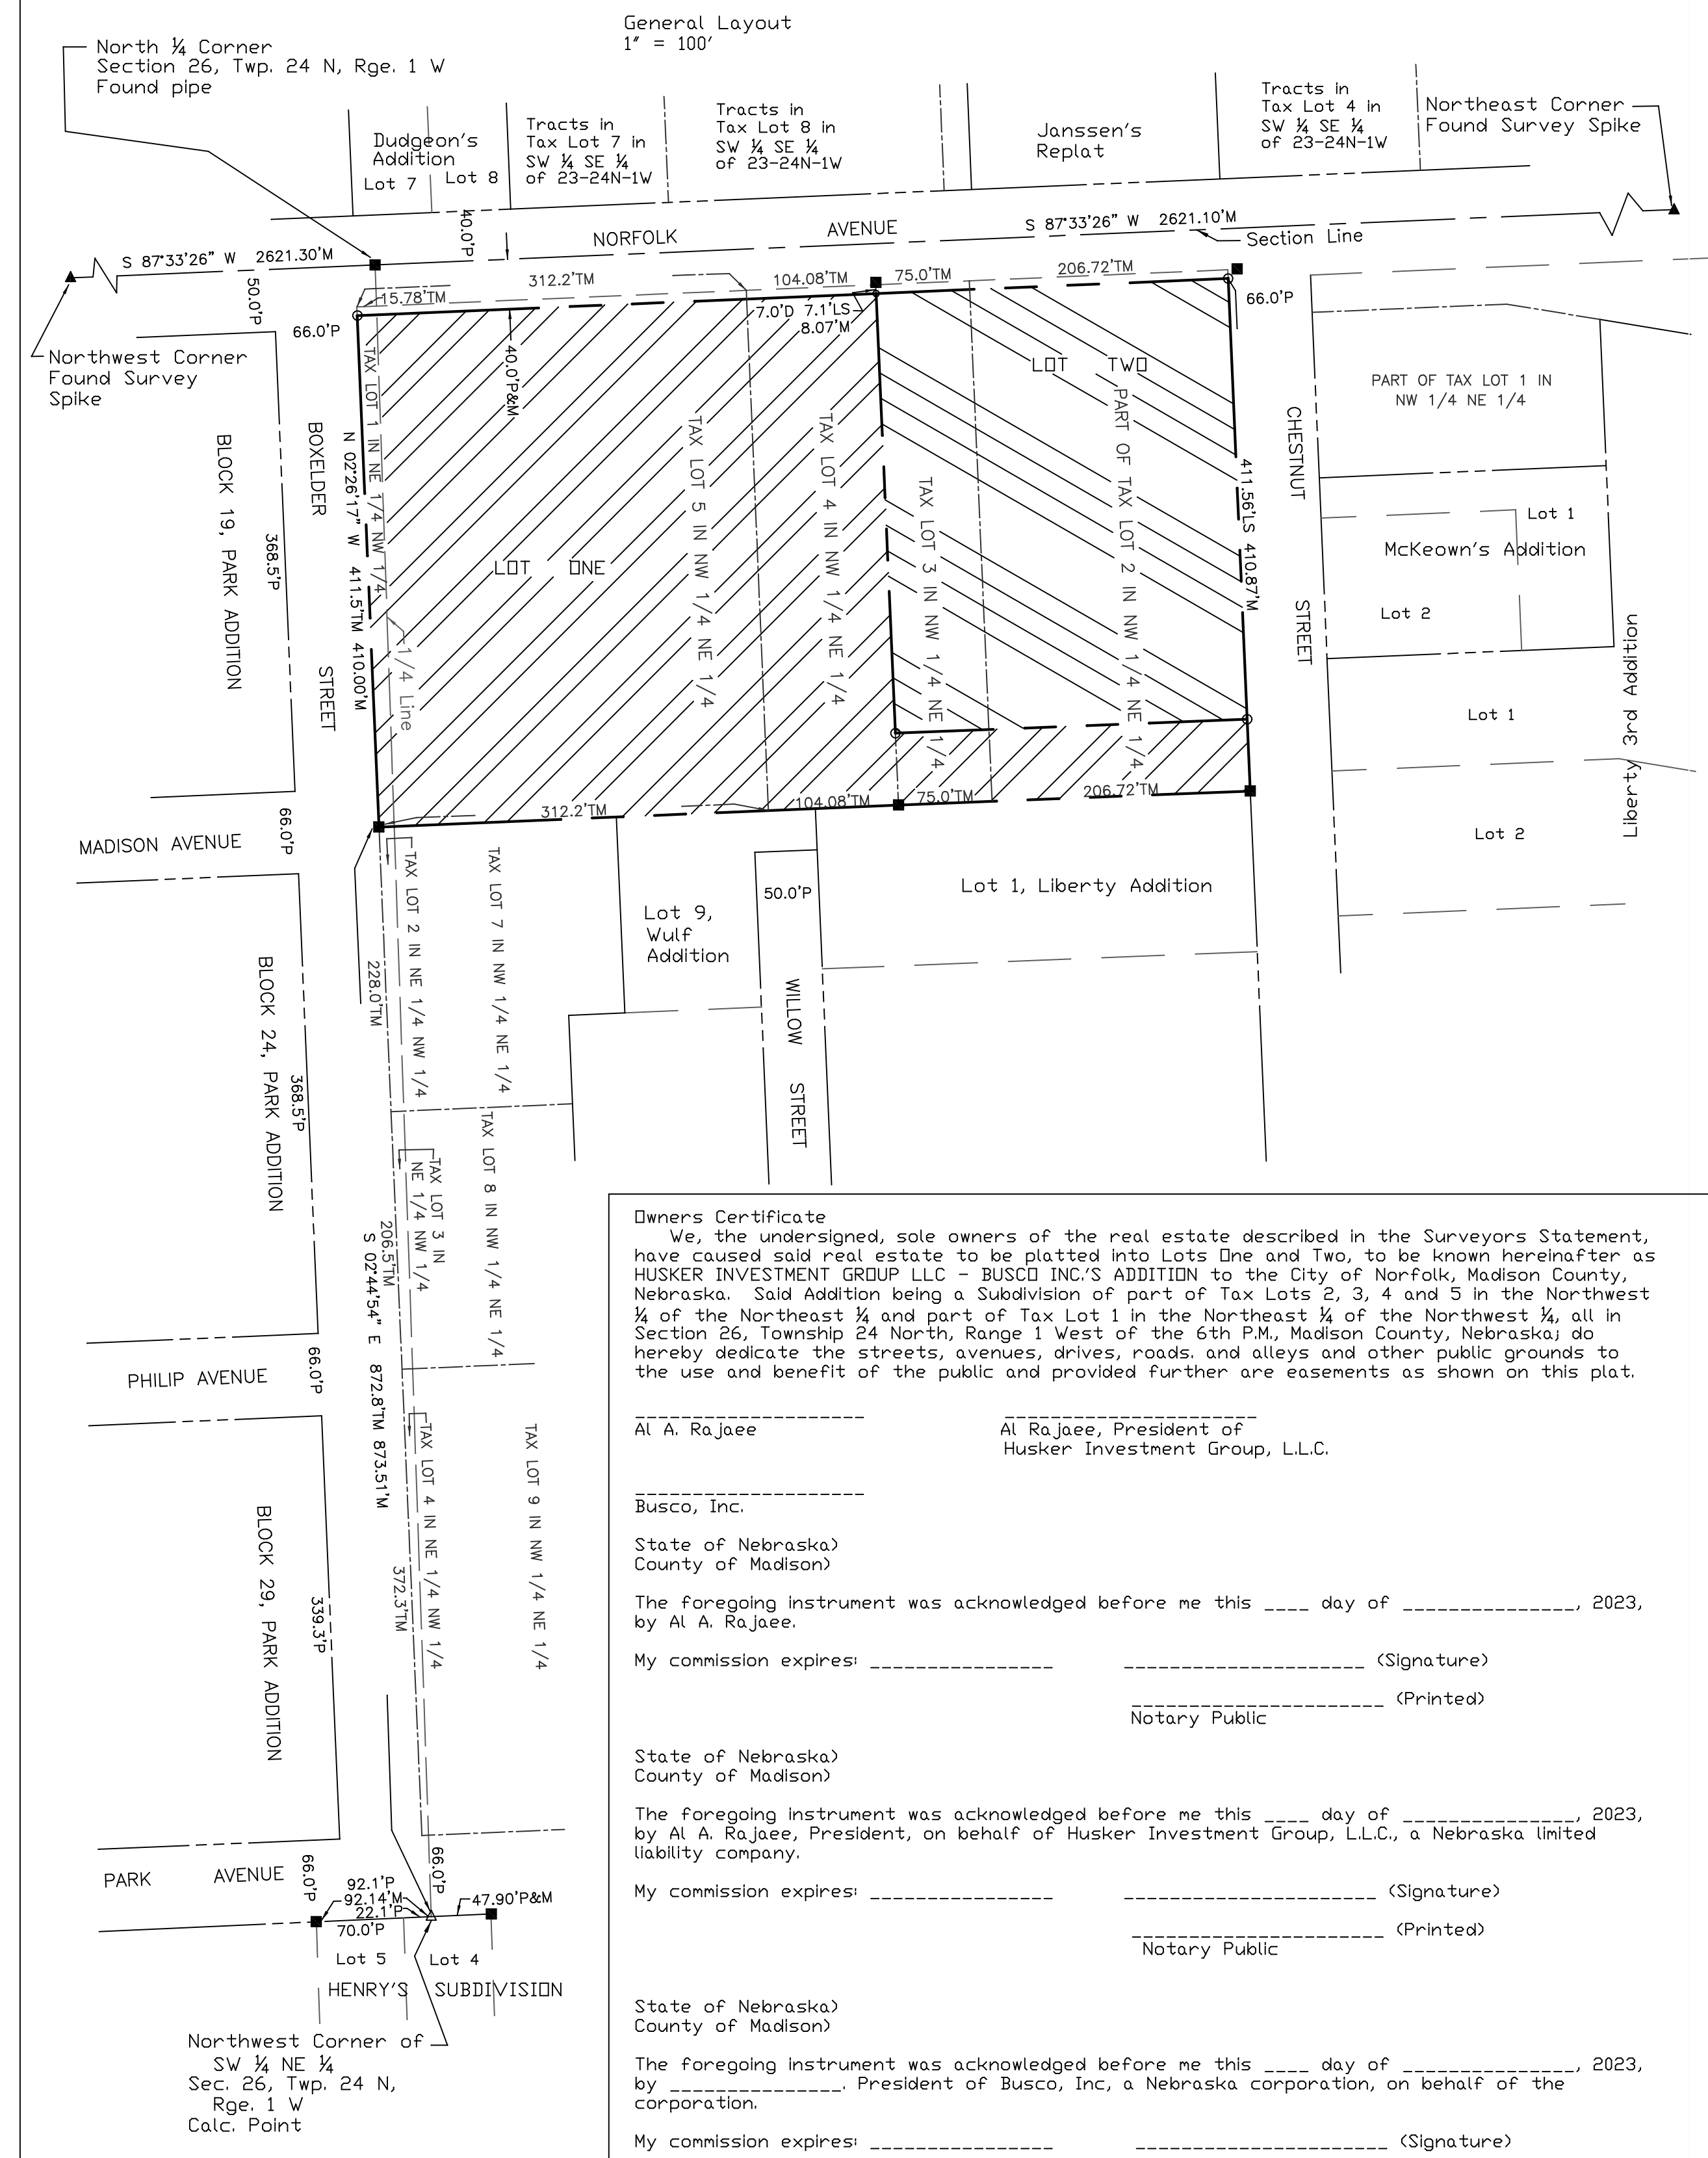 General Layout
1" = 100'
North ¼ Corner
Section 26, Twp. 24 N, Rge. 1 W
Found pipe
Dudgeon's
Addition
Lot 7
Lot 8
Tracts in
Tax Lot 7 in
SW ¼ SE ¼
of 23-24N-1W
Tracts in
Tax Lot 8 in
SW ¼ SE ¼
of 23-24N-1W
Janssen's
Replat
Tracts in
Tax Lot 4 in
SW ¼ SE ¼
of 23-24N-1W
Northeast Corner
Found Survey Spike
40.0'P
NORFOLK AVENUE
S 87°33'26" W 2621.10'M
Section Line
S 87°33'26" W 2621.30'M
50.0'P
15.78'TM
312.2'TM
104.08'TM
75.0'TM
206.72'TM
66.0'P
66.0'P
7.0'D 7.1'LS
8.07'M
40.0'P&M
Northwest Corner
Found Survey
Spike
BLOCK 19, PARK ADDITION
368.5'P
BOXELDER STREET
N 02°26'17" W 411.5'TM 410.00'M
TAX LOT 1 IN NE 1/4 NW 1/4
1/4 Line
LOT ONE
TAX LOT 5 IN NW 1/4 NE 1/4
TAX LOT 4 IN NW 1/4 NE 1/4
TAX LOT 3 IN NW 1/4 NE 1/4
LOT TWO
PART OF TAX LOT 2 IN NW 1/4 NE 1/4
411.56'LS 410.87'M
CHESTNUT STREET
PART OF TAX LOT 1 IN
NW 1/4 NE 1/4
Lot 1
McKeown's Addition
Lot 2
Lot 1
Lot 2
Liberty 3rd Addition
312.2'TM
104.08'TM
75.0'TM
206.72'TM
MADISON AVENUE
66.0'P
BLOCK 24, PARK ADDITION
368.5'P
228.0'TM
TAX LOT 2 IN NE 1/4 NW 1/4
TAX LOT 7 IN NW 1/4 NE 1/4
Lot 9,
Wulf
Addition
50.0'P
WILLOW STREET
Lot 1, Liberty Addition
206.5'TM
S 02°44'54" E 872.8'TM 873.51'M
TAX LOT 3 IN
NE 1/4 NW 1/4
TAX LOT 8 IN NW 1/4 NE 1/4
PHILIP AVENUE
66.0'P
BLOCK 29, PARK ADDITION
339.3'P
372.3'TM
TAX LOT 4 IN NE 1/4 NW 1/4
TAX LOT 9 IN NW 1/4 NE 1/4
PARK AVENUE
66.0'P
66.0'P
92.1'P
92.14'M
22.1'P
70.0'P
47.90'P&M
Lot 5
Lot 4
HENRY'S SUBDIVISION
Northwest Corner of
SW ¼ NE ¼
Sec. 26, Twp. 24 N,
Rge. 1 W
Calc. Point
Owners Certificate
We, the undersigned, sole owners of the real estate described in the Surveyors Statement,
have caused said real estate to be platted into Lots One and Two, to be known hereinafter as
HUSKER INVESTMENT GROUP LLC - BUSCO INC.'S ADDITION to the City of Norfolk, Madison County,
Nebraska. Said Addition being a Subdivision of part of Tax Lots 2, 3, 4 and 5 in the Northwest
¼ of the Northeast ¼ and part of Tax Lot 1 in the Northeast ¼ of the Northwest ¼, all in
Section 26, Township 24 North, Range 1 West of the 6th P.M., Madison County, Nebraska; do
hereby dedicate the streets, avenues, drives, roads. and alleys and other public grounds to
the use and benefit of the public and provided further are easements as shown on this plat.
____________________ ______________________
Al A. Rajaee Al Rajaee, President of
Husker Investment Group, L.L.C.
____________________
Busco, Inc.
State of Nebraska)
County of Madison)
The foregoing instrument was acknowledged before me this ____ day of _______________, 2023,
by Al A. Rajaee.
My commission expires: ________________ _____________________ (Signature)
______________________ (Printed)
Notary Public
State of Nebraska)
County of Madison)
The foregoing instrument was acknowledged before me this ____ day of _______________, 2023,
by Al A. Rajaee, President, on behalf of Husker Investment Group, L.L.C., a Nebraska limited
liability company.
My commission expires: ________________ ______________________ (Signature)
______________________ (Printed)
Notary Public
State of Nebraska)
County of Madison)
The foregoing instrument was acknowledged before me this ____ day of _______________, 2023,
by _______________. President of Busco, Inc, a Nebraska corporation, on behalf of the
corporation.
My commission expires: ________________ ______________________ (Signature)